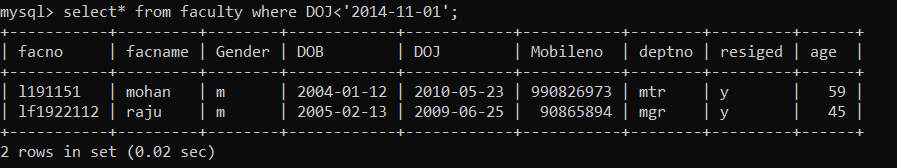 mysql> select* from faculty where DOJ<'2014-11-01';
+-----------+---------+--------+------------+------------+-----------+--------+---------+------+
| facno     | facname | Gender | DOB        | DOJ        | Mobileno  | deptno | resiged | age  |
+-----------+---------+--------+------------+------------+-----------+--------+---------+------+
| l191151   | mohan   | m      | 2004-01-12 | 2010-05-23 | 990826973 | mtr    | y       |   59 |
| lf1922112 | raju    | m      | 2005-02-13 | 2009-06-25 |  90865894 | mgr    | y       |   45 |
+-----------+---------+--------+------------+------------+-----------+--------+---------+------+
2 rows in set (0.02 sec)